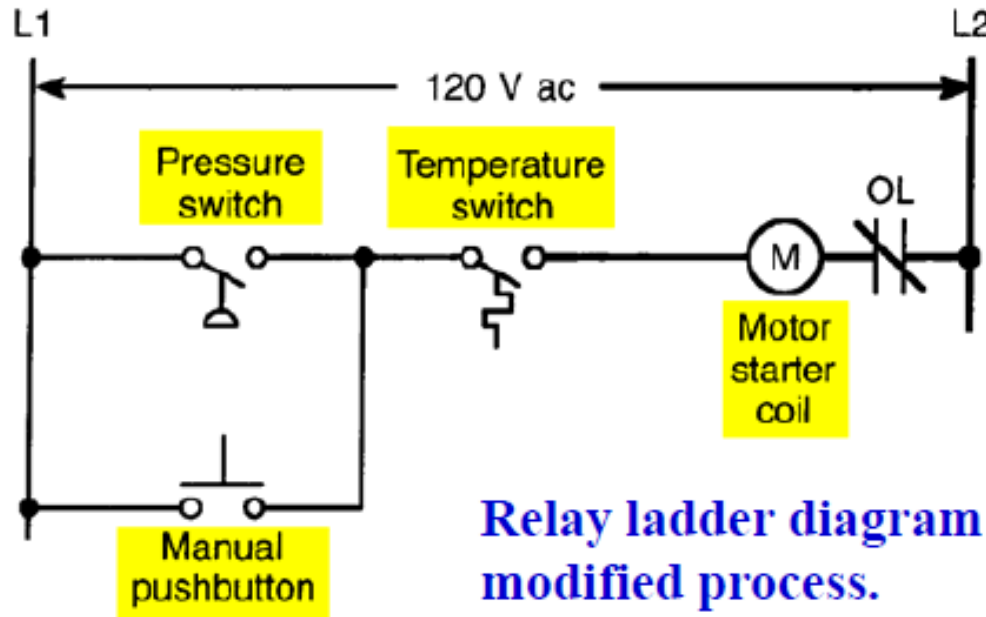 L1
L2
120 V ac
Pressure
switch
Temperature
switch
OL
M
Motor
starter
coil
Manual
pushbutton
Relay ladder diagram
modified process.